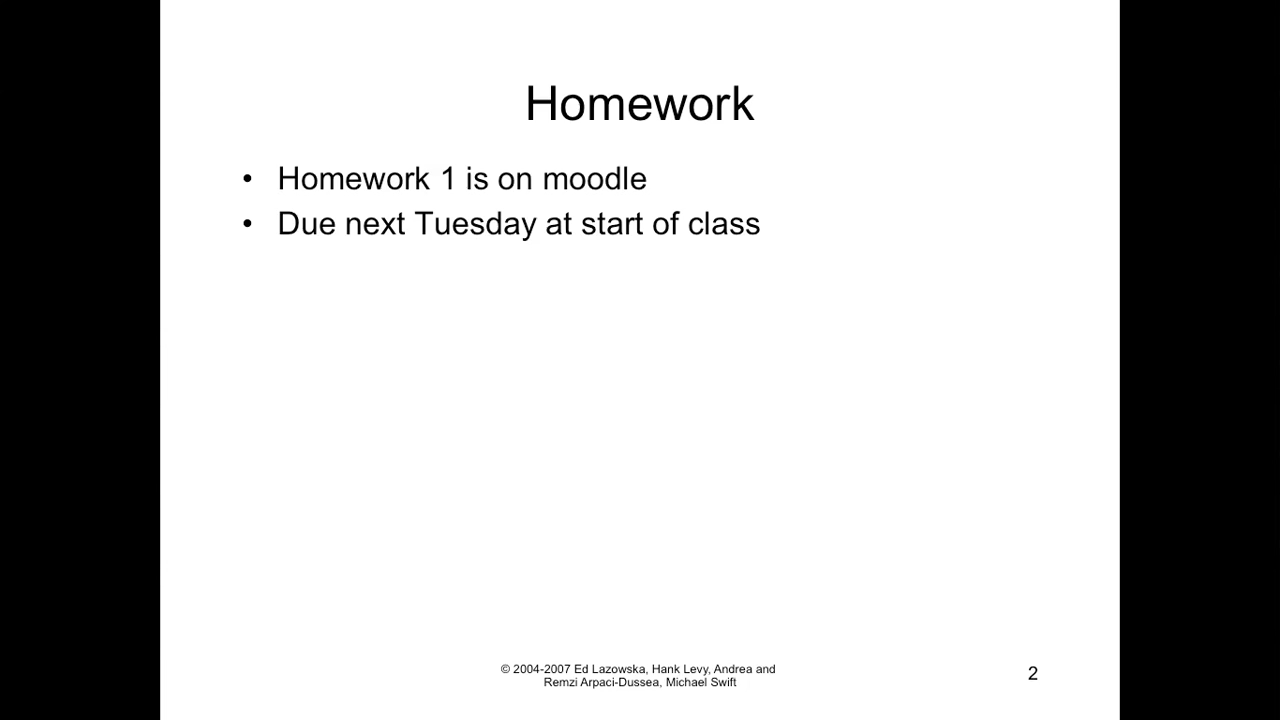 Homework
• Homework 1 is on moodle
• Due next Tuesday at start of class
© 2004-2007 Ed Lazowska, Hank Levy, Andrea and
Remzi Arpaci-Dussea, Michael Swift
2